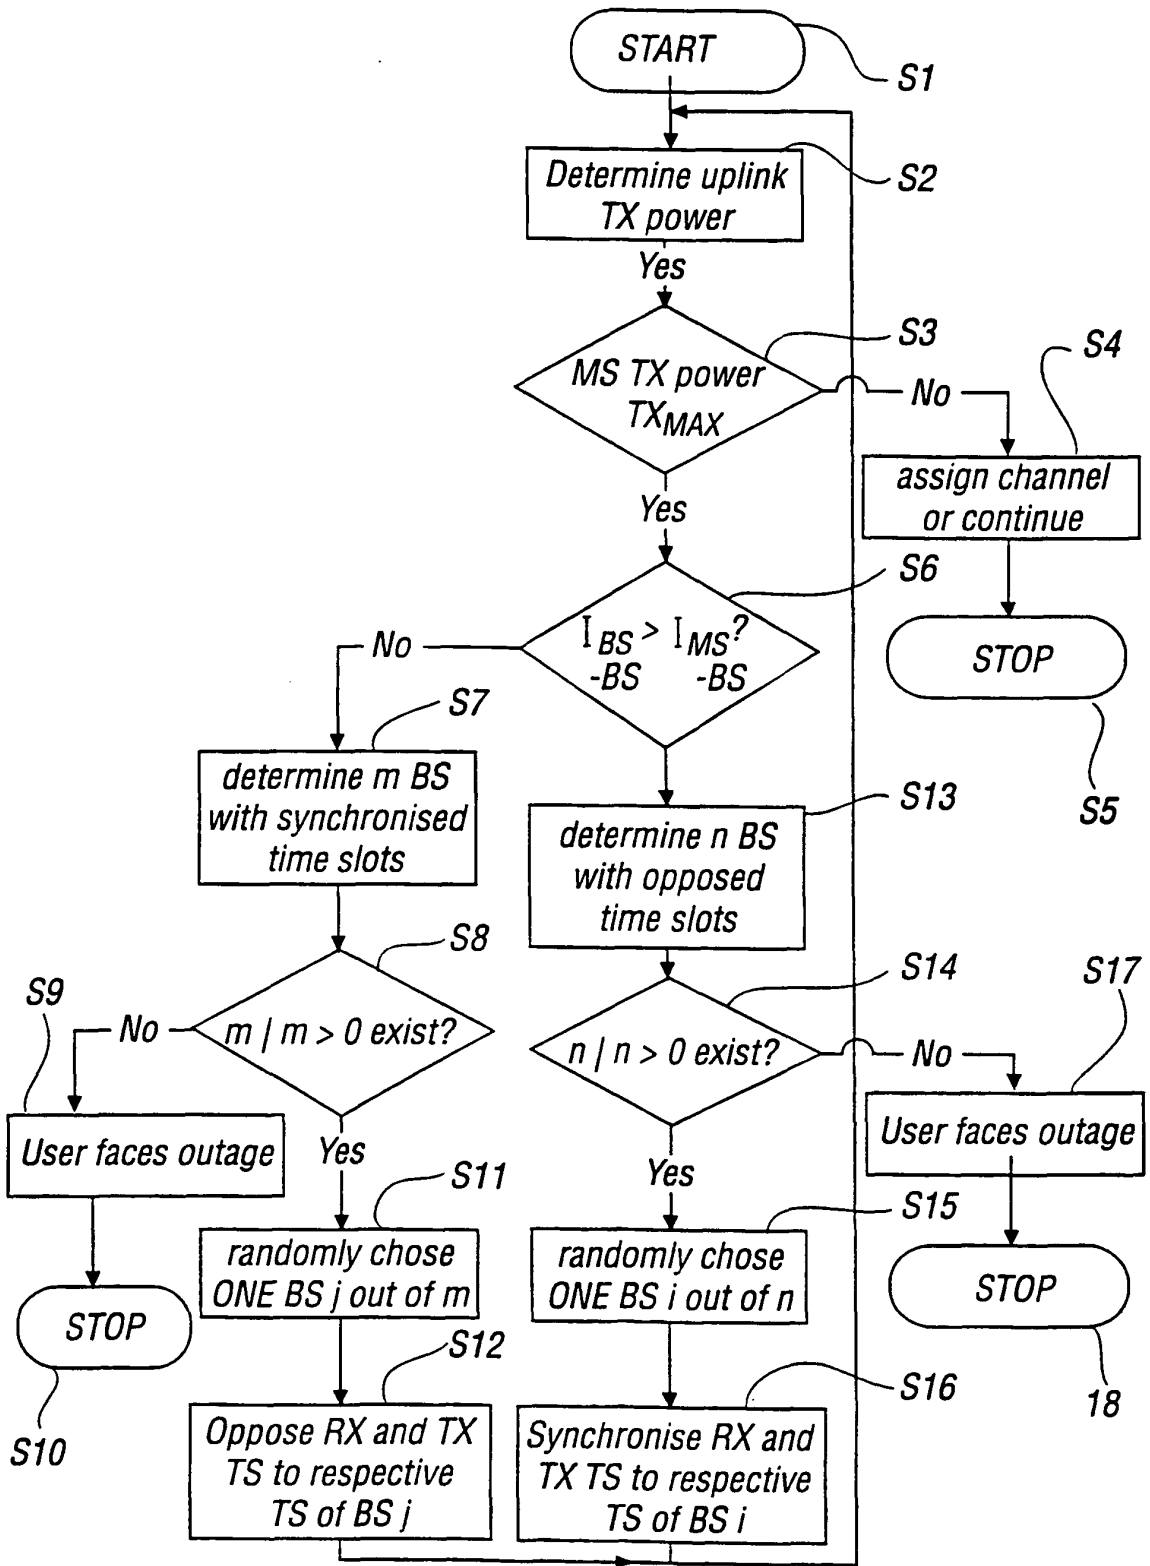 START
S1
Determine uplink
TX power
S2
Yes
MS TX power
TXMAX
S3
No
S4
assign channel
or continue
Yes
STOP
S5
IBS > IMS?
-BS -BS
S6
No
S7
determine m BS
with synchronised
time slots
S13
determine n BS
with opposed
time slots
S8
m / m > 0 exist?
S9
No
User faces outage
STOP
S10
Yes
S14
n / n > 0 exist?
No
S17
User faces outage
STOP
18
Yes
S11
randomly chose
ONE BS j out of m
S15
randomly chose
ONE BS i out of n
S12
Oppose RX and TX
TS to respective
TS of BS j
S16
Synchronise RX and
TX TS to respective
TS of BS i